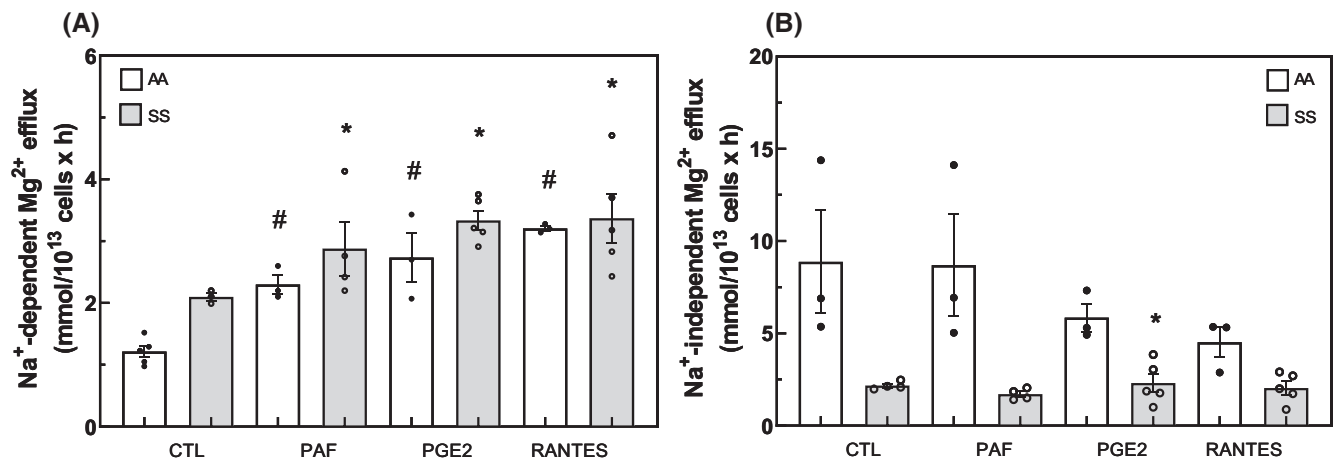 (A)
Na⁺-dependent Mg²⁺ efflux
(mmol/10¹³ cells x h)
6
4
2
0
AA
SS
#
*
#
*
#
*
CTL
PAF
PGE2
RANTES
(B)
Na⁺-independent Mg²⁺ efflux
(mmol/10¹³ cells x h)
20
15
10
5
0
AA
SS
*
CTL
PAF
PGE2
RANTES